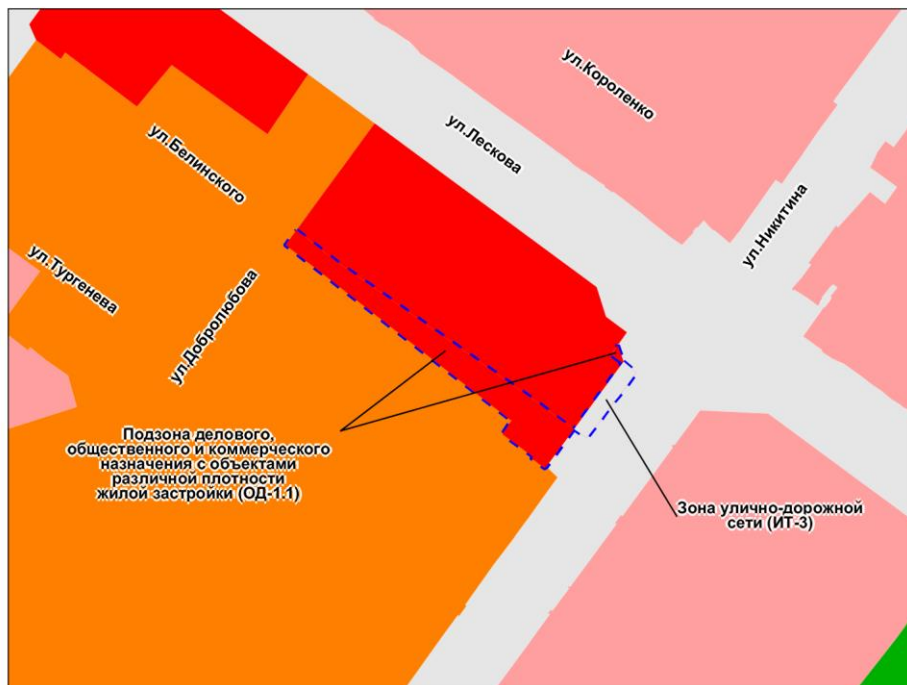 ул.Короленко
ул.Лескова
ул.Белинского
ул.Никитина
ул.Тургенева
ул.Добролюбова
Подзона делового,
общественного и коммерческого
назначения с объектами
различной плотности
жилой застройки (ОД-1.1)
Зона улично-дорожной
сети (ИТ-3)